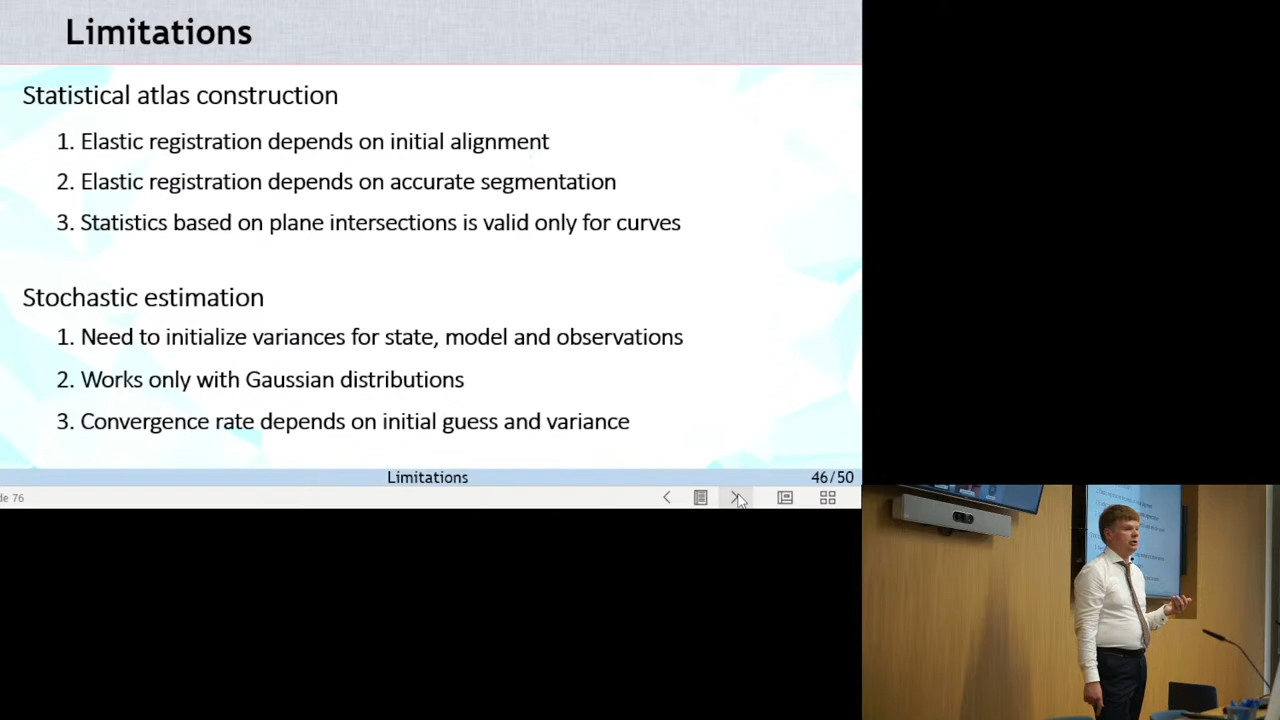 Limitations
Statistical atlas construction
1. Elastic registration depends on initial alignment
2. Elastic registration depends on accurate segmentation
3. Statistics based on plane intersections is valid only for curves
Stochastic estimation
1. Need to initialize variances for state, model and observations
2. Works only with Gaussian distributions
3. Convergence rate depends on initial guess and variance
Limitations
46/50
de 76